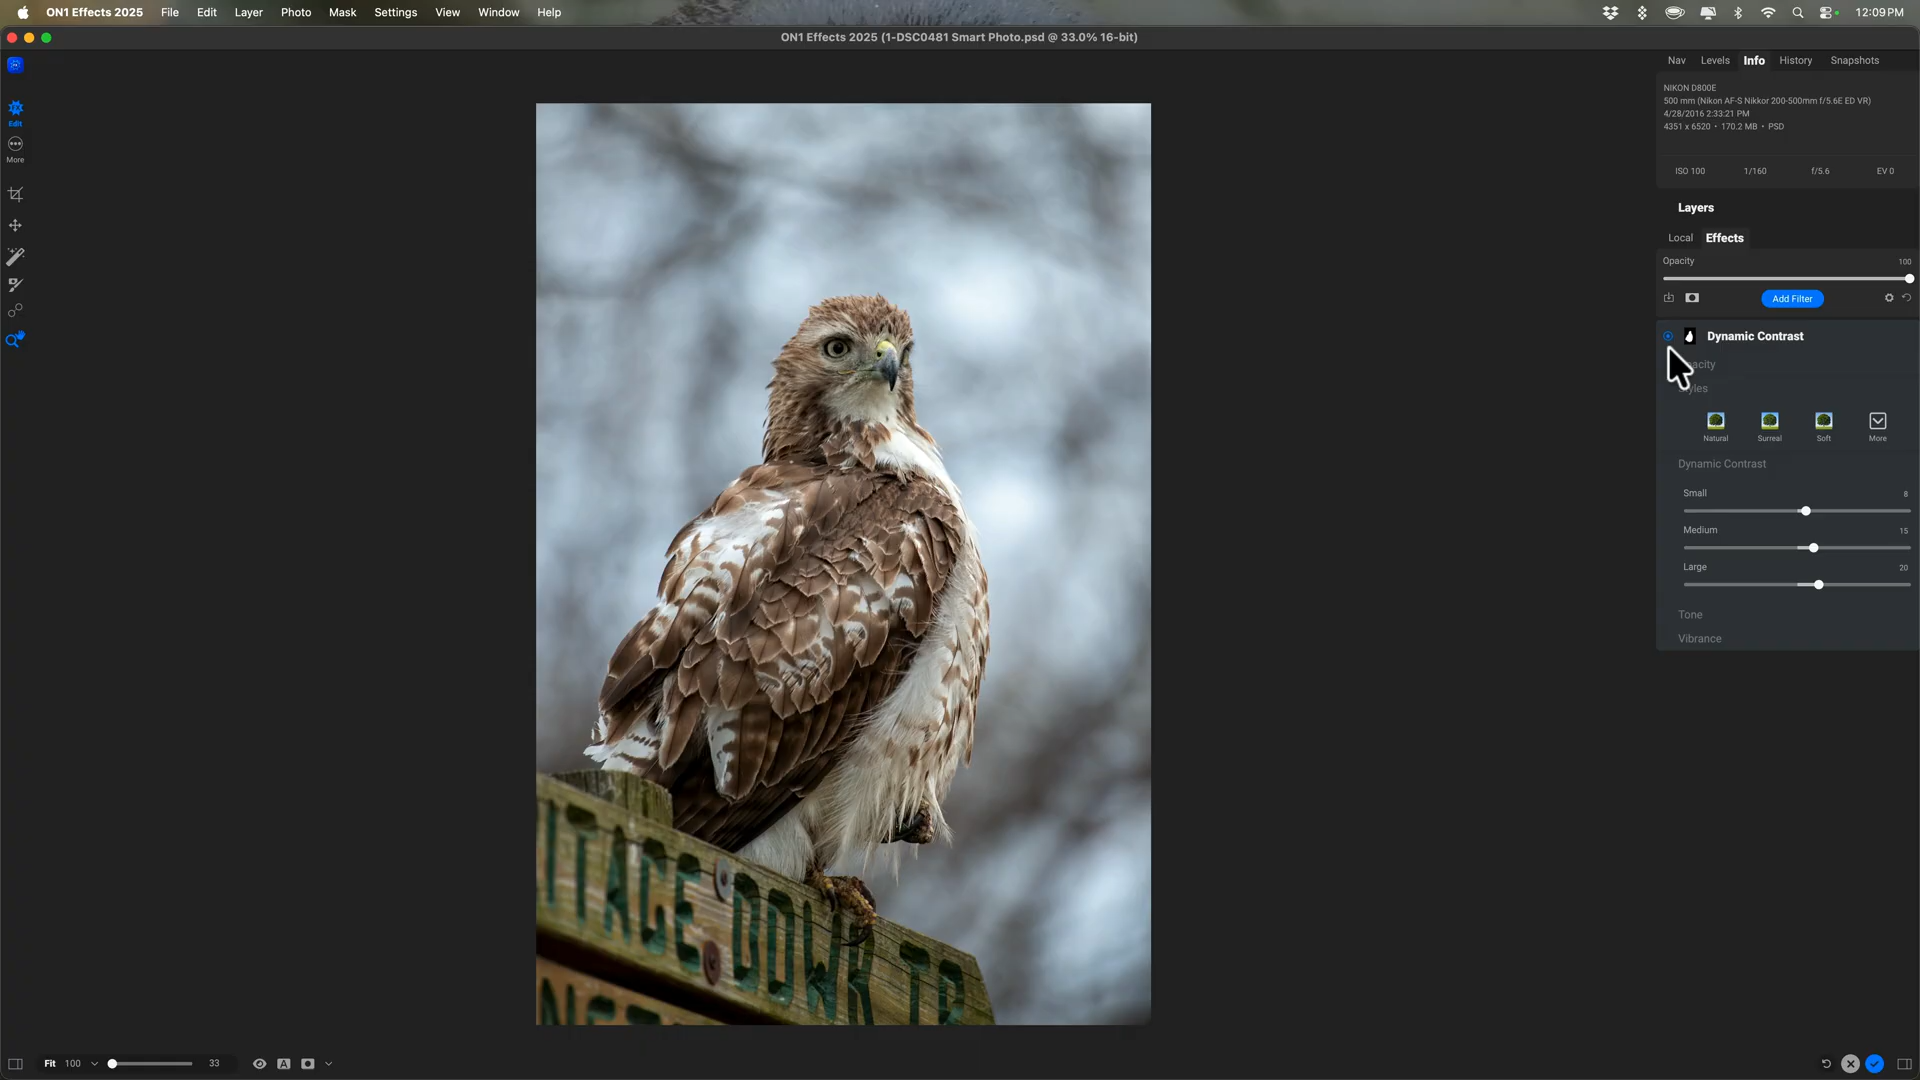 ON1 Effects 2025 File Edit Layer Photo Mask Settings View Window Help 12:09 PM
ON1 Effects 2025 (1-DSC0481 Smart Photo.psd @ 33.0% 16-bit)
Nav Levels Info History Snapshots
NIKON D800E
500 mm (Nikon AF-S Nikkor 200-500mm f/5.6E ED VR)
4/28/2016 2:33:21 PM
4351 x 6520 • 170.2 MB • PSD
ISO 100 1/160 f/5.6 EV 0
Edit
More
Layers
Local Effects
Opacity 100
Add Filter
Dynamic Contrast
Natural Surreal Soft More
Dynamic Contrast
Small 8
Medium 15
Large 20
Tone
Vibrance
Fit 100 33
A